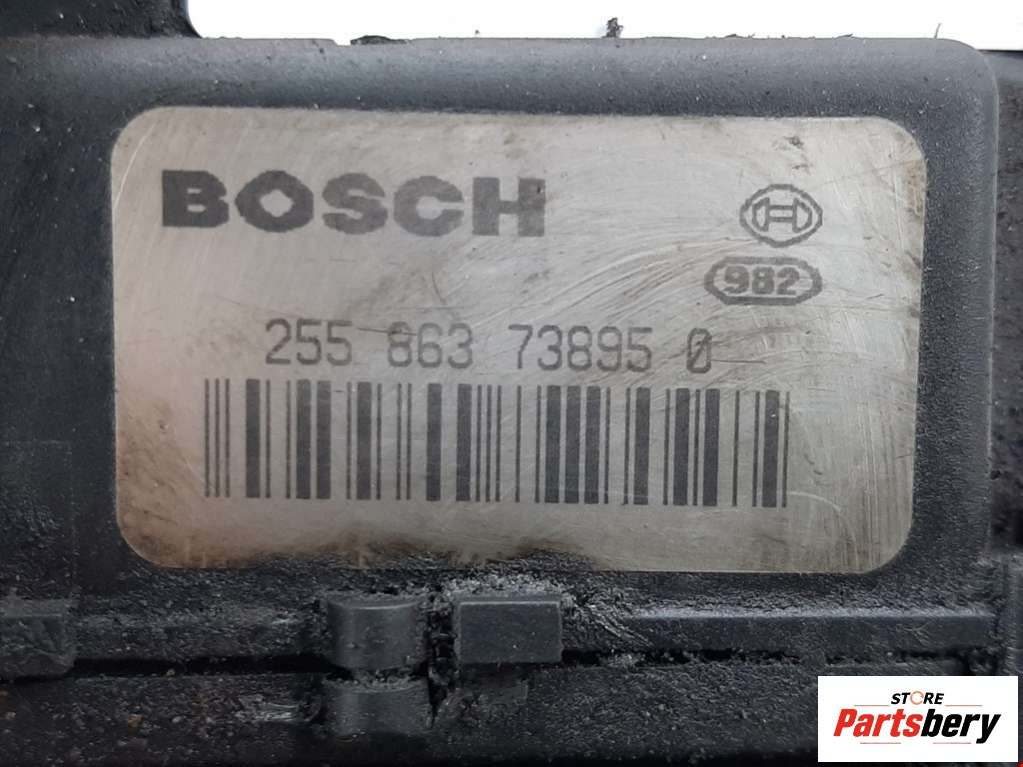 BOSCH
982
255 863 73895 0
STORE
Partsbery